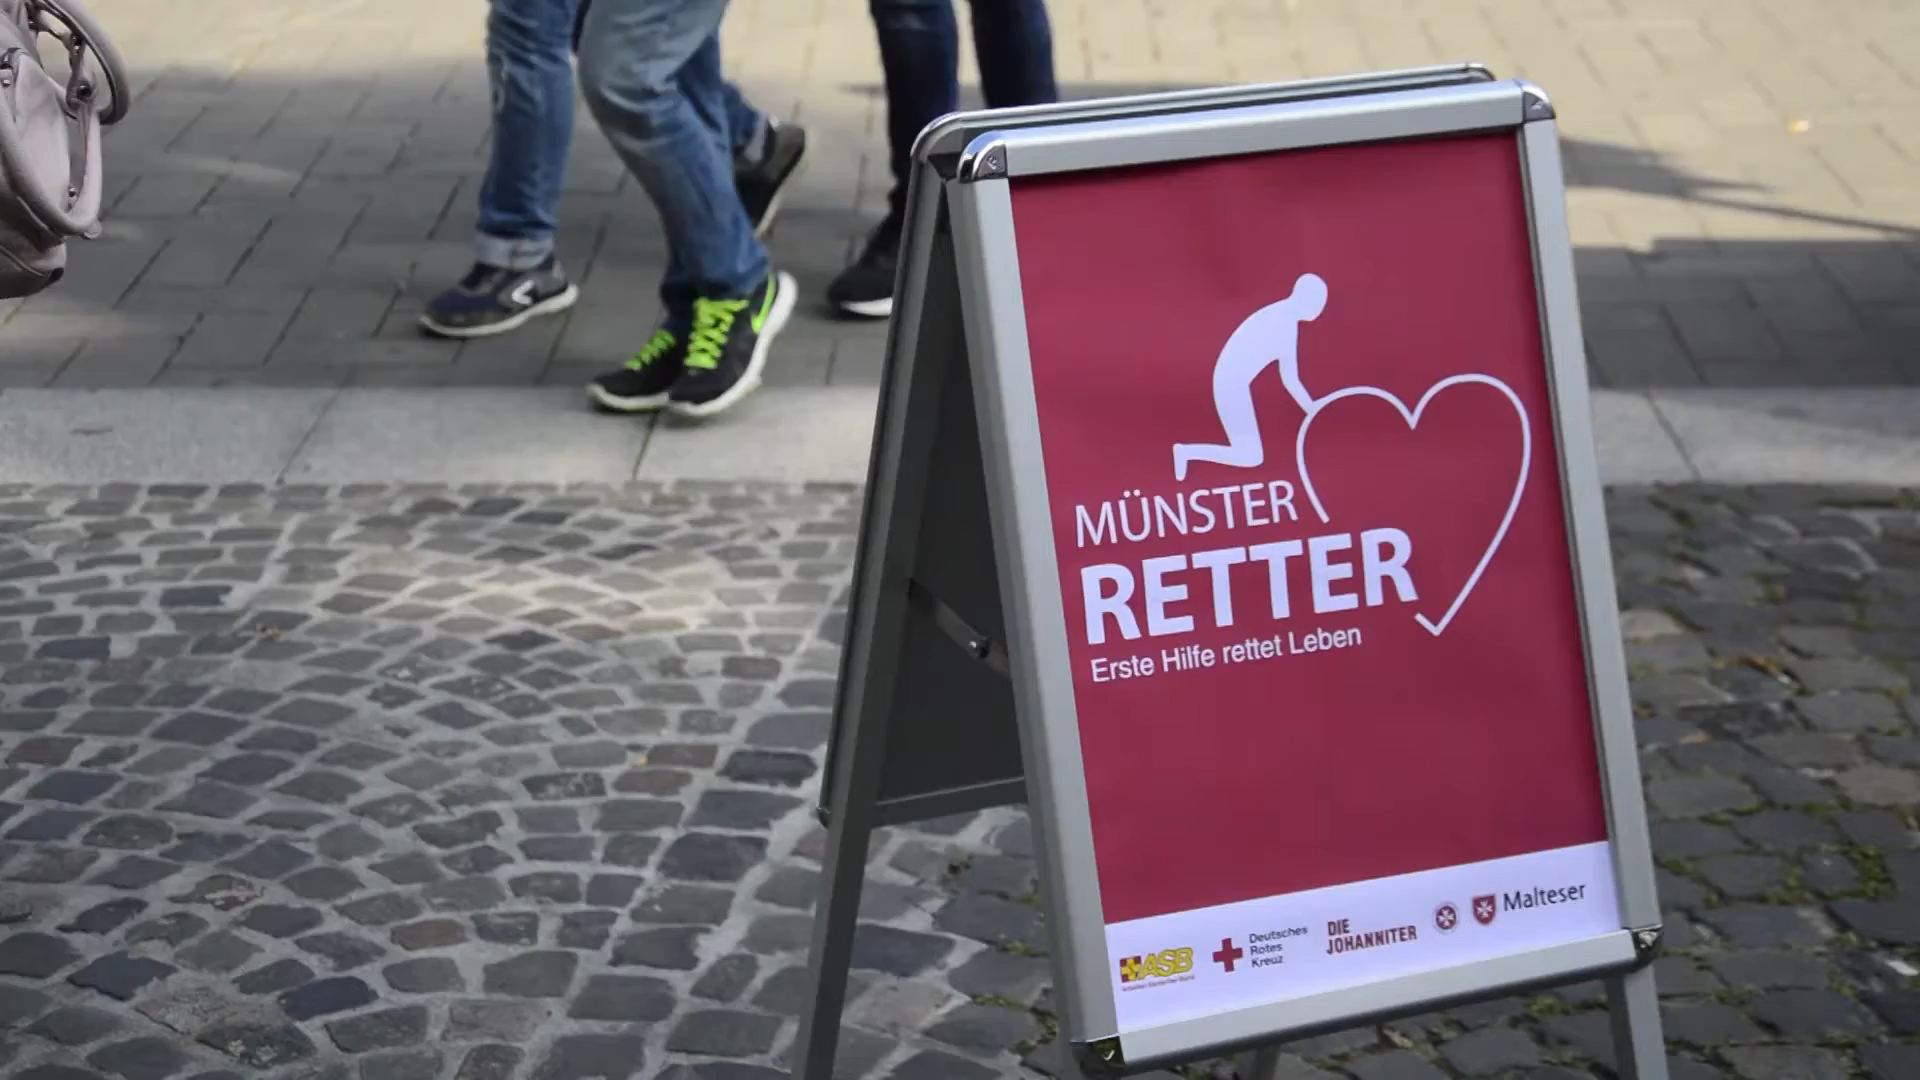 MÜNSTER
RETTER
Erste Hilfe rettet Leben
ASB
Deutsches
Rotes
Kreuz
DIE
JOHANNITER
Malteser